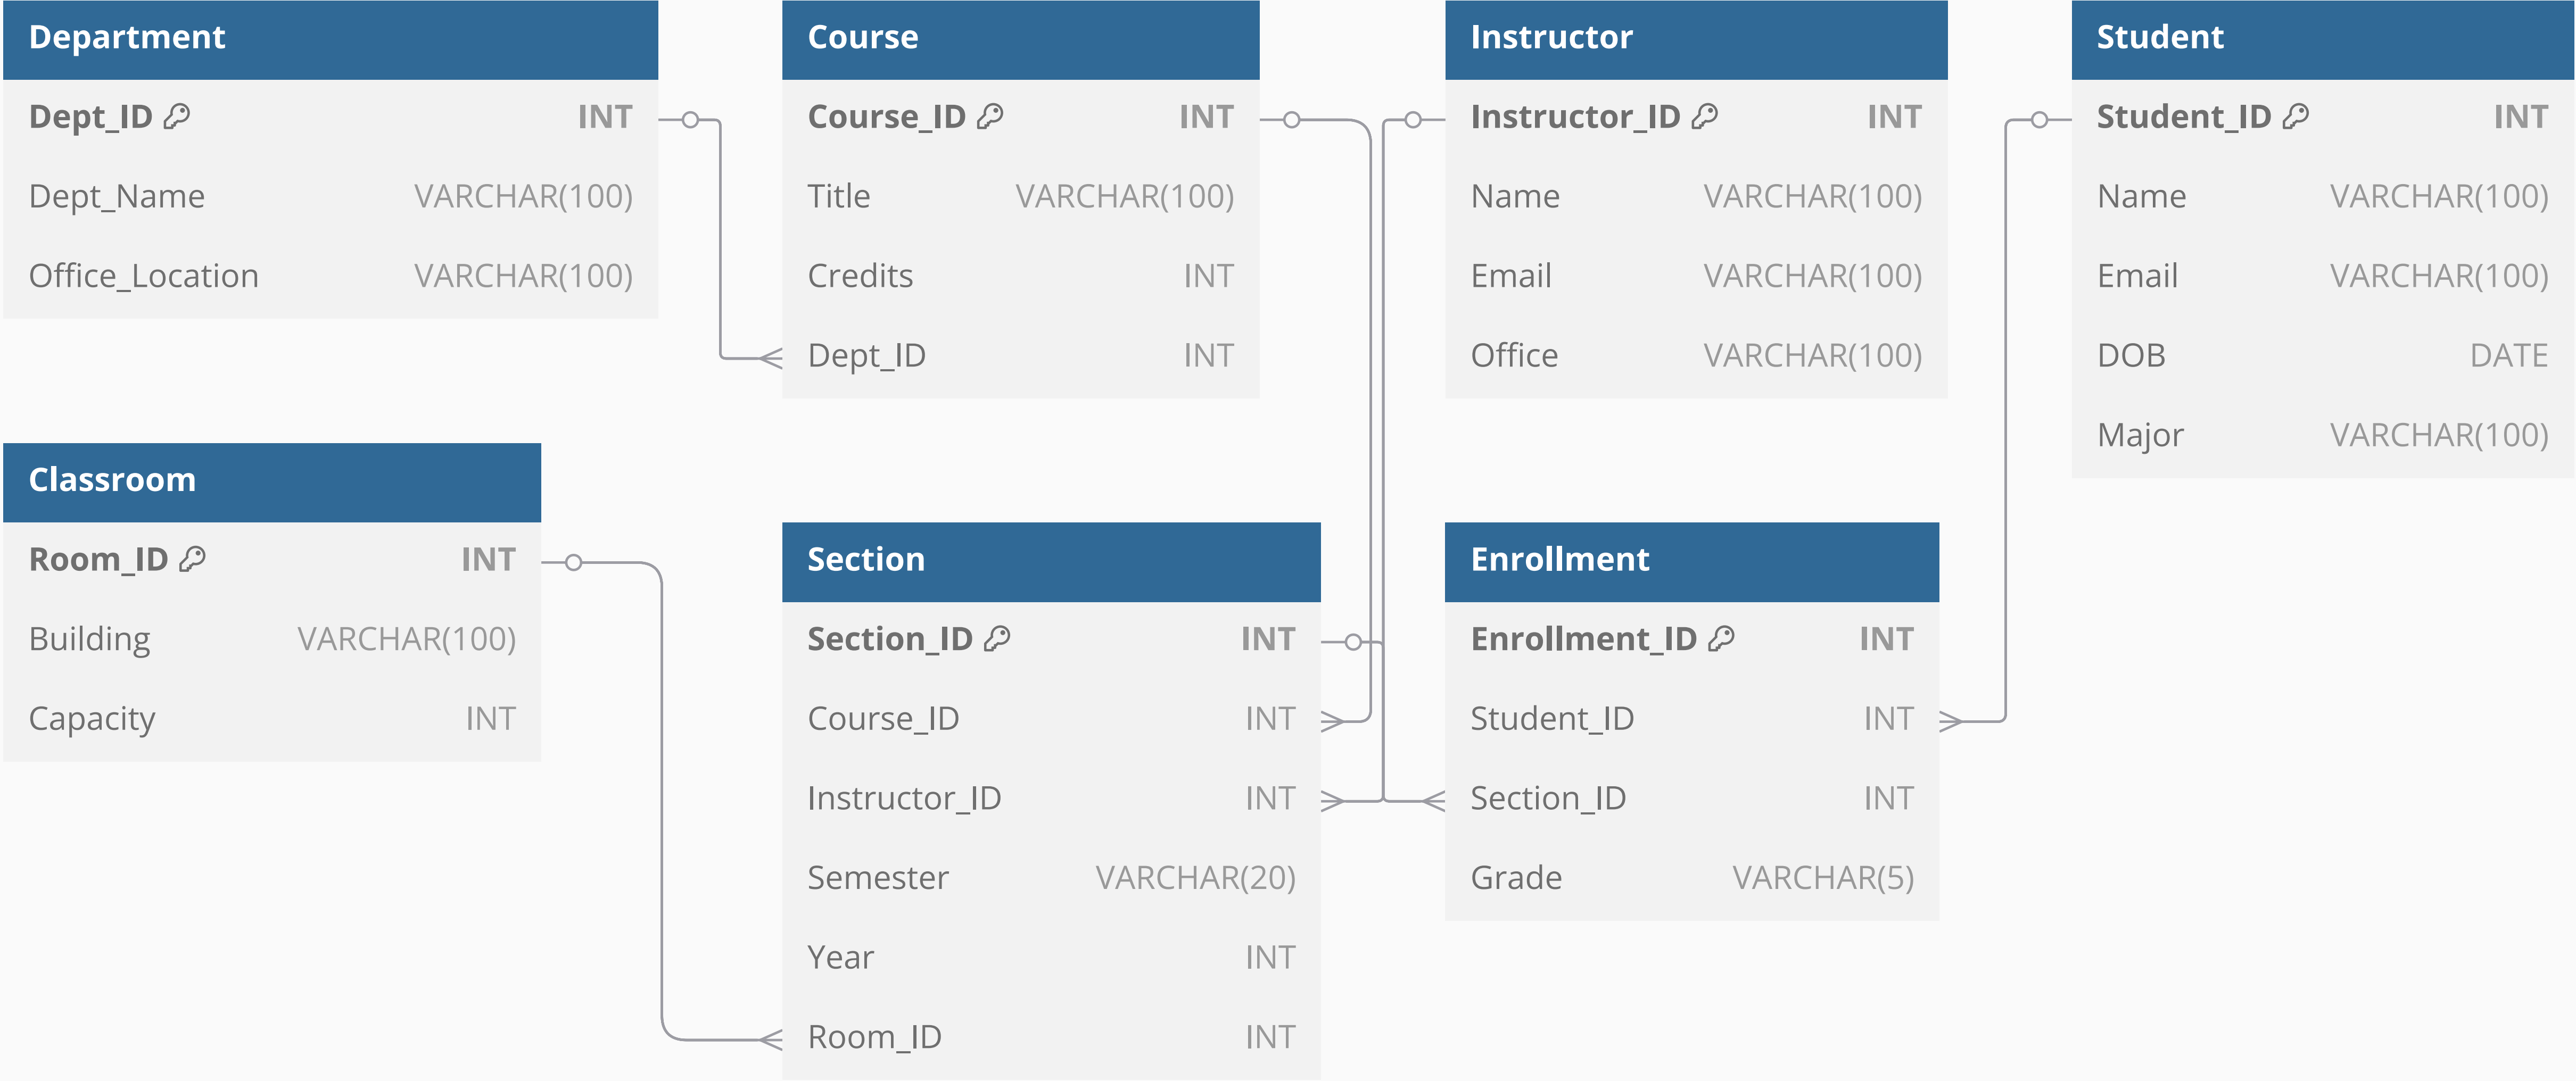 Department
Dept_ID INT
Dept_Name VARCHAR(100)
Office_Location VARCHAR(100)
Course
Course_ID INT
Title VARCHAR(100)
Credits INT
Dept_ID INT
Instructor
Instructor_ID INT
Name VARCHAR(100)
Email VARCHAR(100)
Office VARCHAR(100)
Student
Student_ID INT
Name VARCHAR(100)
Email VARCHAR(100)
DOB DATE
Major VARCHAR(100)
Classroom
Room_ID INT
Building VARCHAR(100)
Capacity INT
Section
Section_ID INT
Course_ID INT
Instructor_ID INT
Semester VARCHAR(20)
Year INT
Room_ID INT
Enrollment
Enrollment_ID INT
Student_ID INT
Section_ID INT
Grade VARCHAR(5)